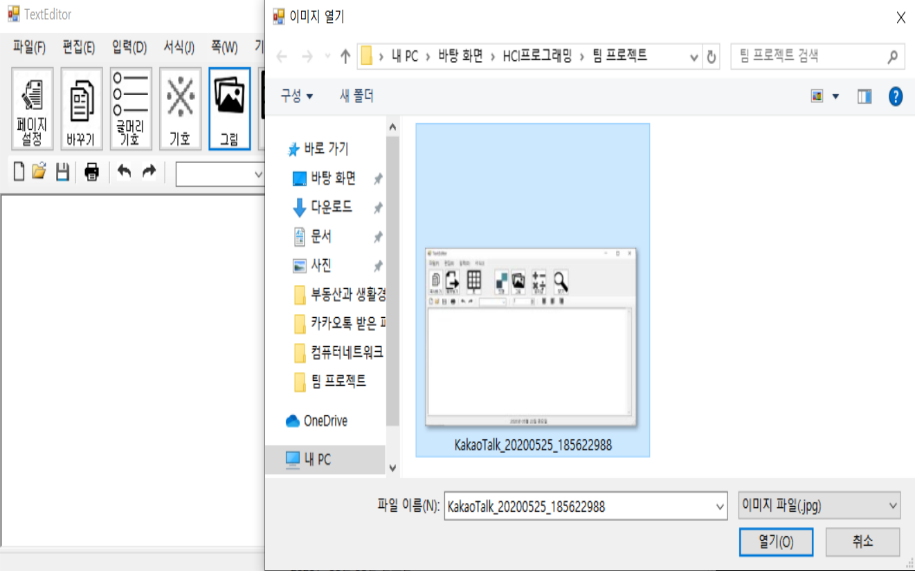 TextEditor
파일(F) 편집(E) 입력(D) 서식(J) 쪽(W) 기
페이지
설정
바꾸기
글머리
기호
기호
그림
이미지 열기
내 PC › 바탕 화면 › HCI프로그래밍 › 팀 프로젝트
팀 프로젝트 검색
구성
새 폴더
바로 가기
바탕 화면
다운로드
문서
사진
부동산과 생활경
카카오톡 받은 파
컴퓨터네트워크
팀 프로젝트
OneDrive
내 PC
KakaoTalk_20200525_185622988
파일 이름(N): KakaoTalk_20200525_185622988
이미지 파일(.jpg)
열기(O)
취소